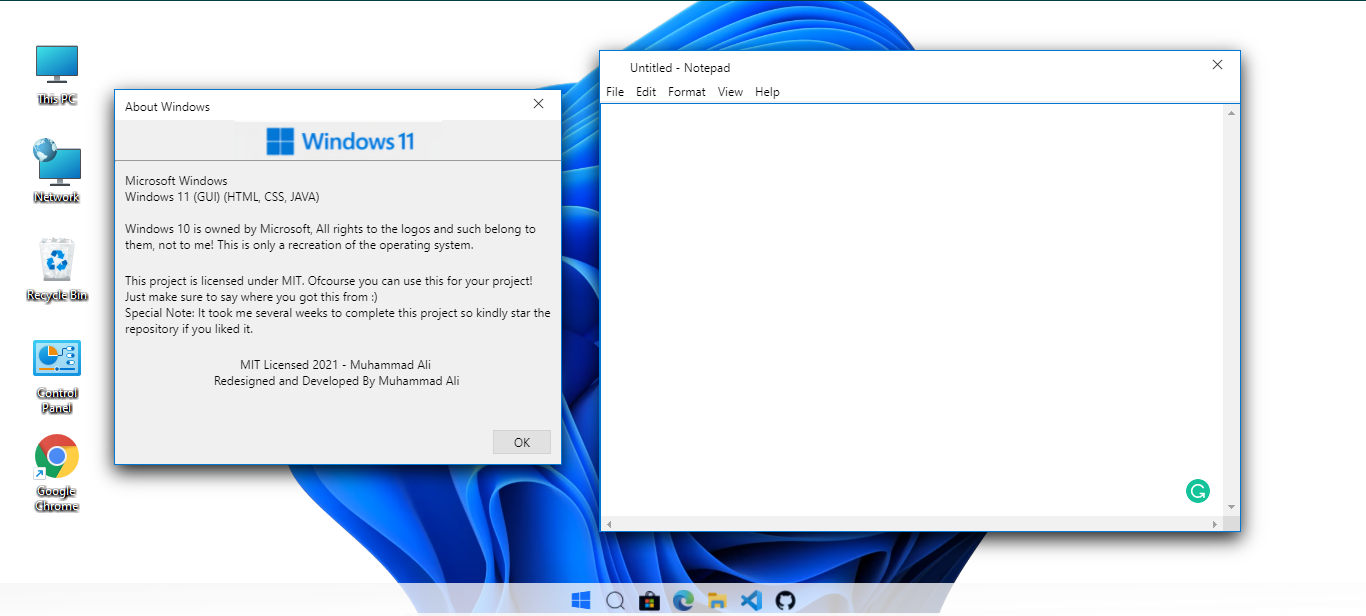 This PC
Network
Recycle Bin
Control
Panel
Google
Chrome
About Windows
Windows 11
Microsoft Windows
Windows 11 (GUI) (HTML, CSS, JAVA)
Windows 10 is owned by Microsoft, All rights to the logos and such belong to
them, not to me! This is only a recreation of the operating system.
This project is licensed under MIT. Ofcourse you can use this for your project!
Just make sure to say where you got this from :)
Special Note: It took me several weeks to complete this project so kindly star the
repository if you liked it.
MIT Licensed 2021 - Muhammad Ali
Redesigned and Developed By Muhammad Ali
OK
Untitled - Notepad
File Edit Format View Help